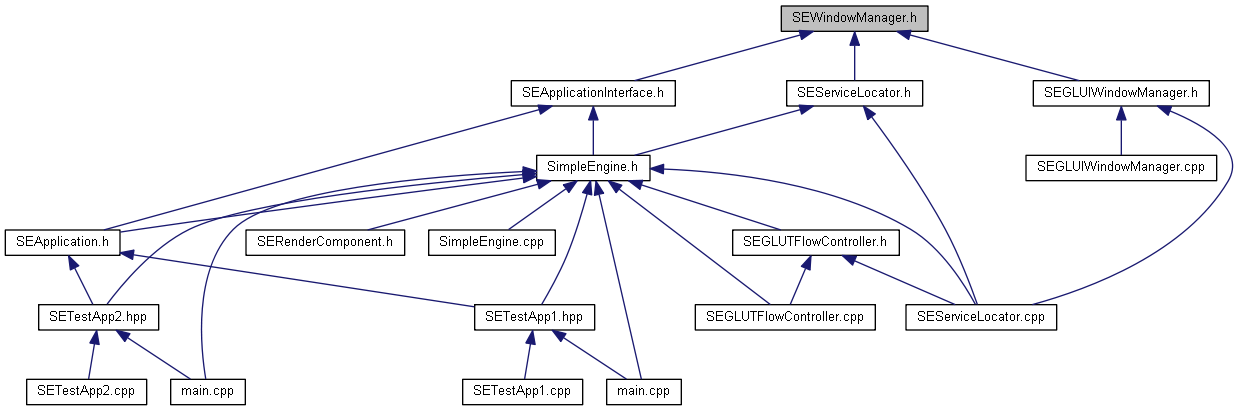 SEWindowManager.h
SEApplicationInterface.h
SEServiceLocator.h
SEGLUIWindowManager.h
SimpleEngine.h
SEGLUIWindowManager.cpp
SEApplication.h
SERenderComponent.h
SimpleEngine.cpp
SEGLUTFlowController.h
SETestApp2.hpp
SETestApp1.hpp
SEGLUTFlowController.cpp
SEServiceLocator.cpp
SETestApp2.cpp
main.cpp
SETestApp1.cpp
main.cpp